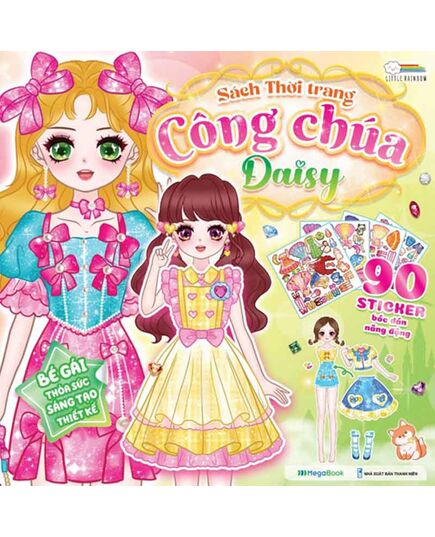 LITTLE RAINBOW
Sách Thời trang
Công chúa
Daisy
90
STICKER
bóc dán
năng động
BÉ GÁI
THỎA SỨC
SÁNG TẠO
THIẾT KẾ
MegaBook
NHÀ XUẤT BẢN THANH NIÊN